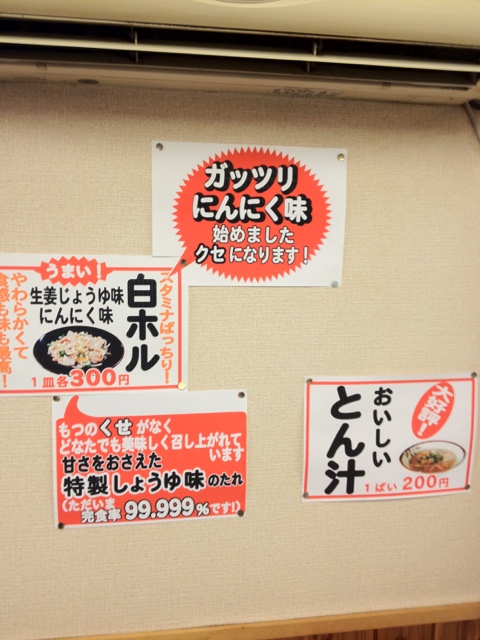 ガッツリ
にんにく味
始めました
クセになります!
うまい!
生姜じょうゆ味
にんにく味
白ホル
スタミナばっちり!
やわらかくて
食感も味も最高!
1皿各300円
もつのくせがなく
どなたでも美味しく召し上がれて
います
甘さをおさえた
特製しょうゆ味のたれ
(ただいま
完食率99.999%です!)
大好評!
おいしい
とん汁
1ぱい200円